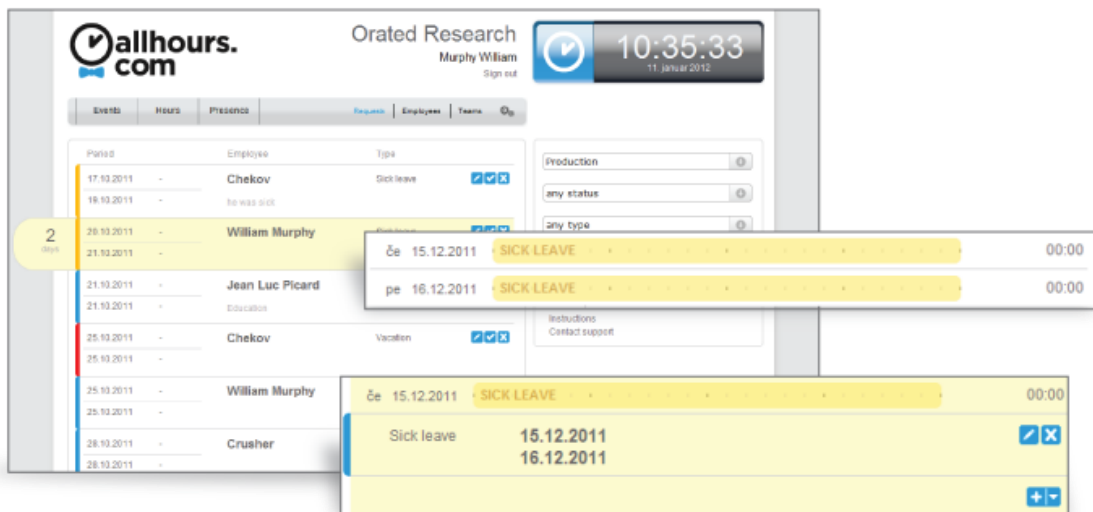 allhours.
com
Orated Research
Murphy William
Sign out
10:35:33
11. januar 2012
Events Hours Presence Requests Employees Teams
Period Employee Type
17.10.2011 - Chekov Sick leave
19.10.2011 - he was sick
2
days
20.10.2011 - William Murphy
21.10.2011 -
21.10.2011 - Jean Luc Picard
21.10.2011 - Education
25.10.2011 - Chekov Vacation
25.10.2011 -
25.10.2011 - William Murphy
25.10.2011 -
28.10.2011 - Crusher
28.10.2011 -
Production
any status
any type
Instructions
Contact support
če 15.12.2011 SICK LEAVE 00:00
pe 16.12.2011 SICK LEAVE 00:00
če 15.12.2011 SICK LEAVE 00:00
Sick leave 15.12.2011
16.12.2011